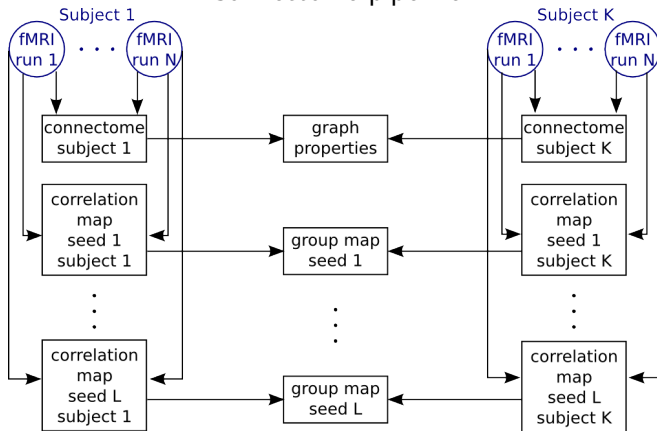 Subject 1
Subject K
fMRI
run 1
· · ·
fMRI
run N
fMRI
run 1
· · ·
fMRI
run N
connectome
subject 1
graph
properties
connectome
subject K
correlation
map
seed 1
subject 1
group map
seed 1
correlation
map
seed 1
subject K
correlation
map
seed L
subject 1
group map
seed L
correlation
map
seed L
subject K